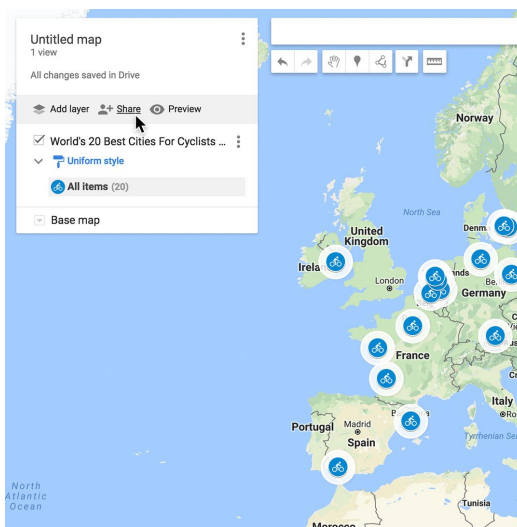 Untitled map
1 view
All changes saved in Drive
Add layer Share Preview
World's 20 Best Cities For Cyclists ...
Uniform style
All items (20)
Base map
Norway
North Sea
United
Kingdom
London
Germany
France
Italy
Portugal
Madrid
Spain
Tyrrhenian Se
North
Atlantic
Ocean
Tunisia
Morocco